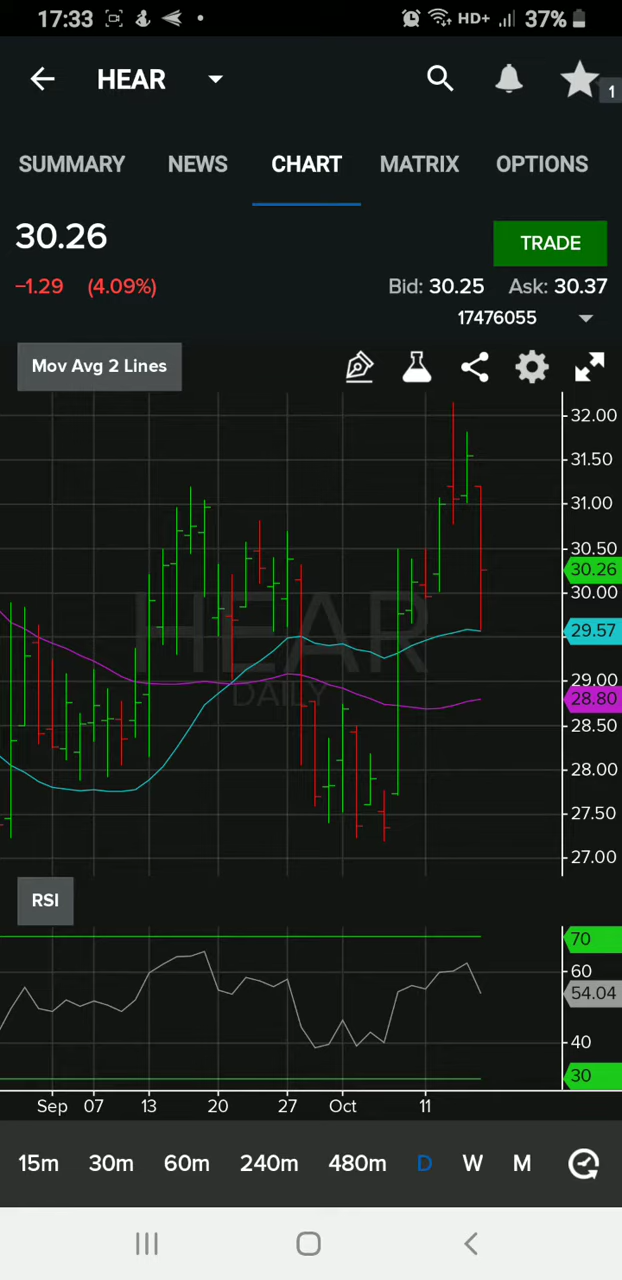 17:33 HD+ 37%
HEAR
1
SUMMARY NEWS CHART MATRIX OPTIONS
30.26
TRADE
−1.29 (4.09%) Bid: 30.25 Ask: 30.37
17476055
Mov Avg 2 Lines
32.00
31.50
31.00
30.50
30.26
30.00
29.57
HEAR
29.00
DAILY
28.80
28.50
28.00
27.50
27.00
RSI
70
60
54.04
40
30
Sep 07 13 20 27 Oct 11
15m 30m 60m 240m 480m D W M